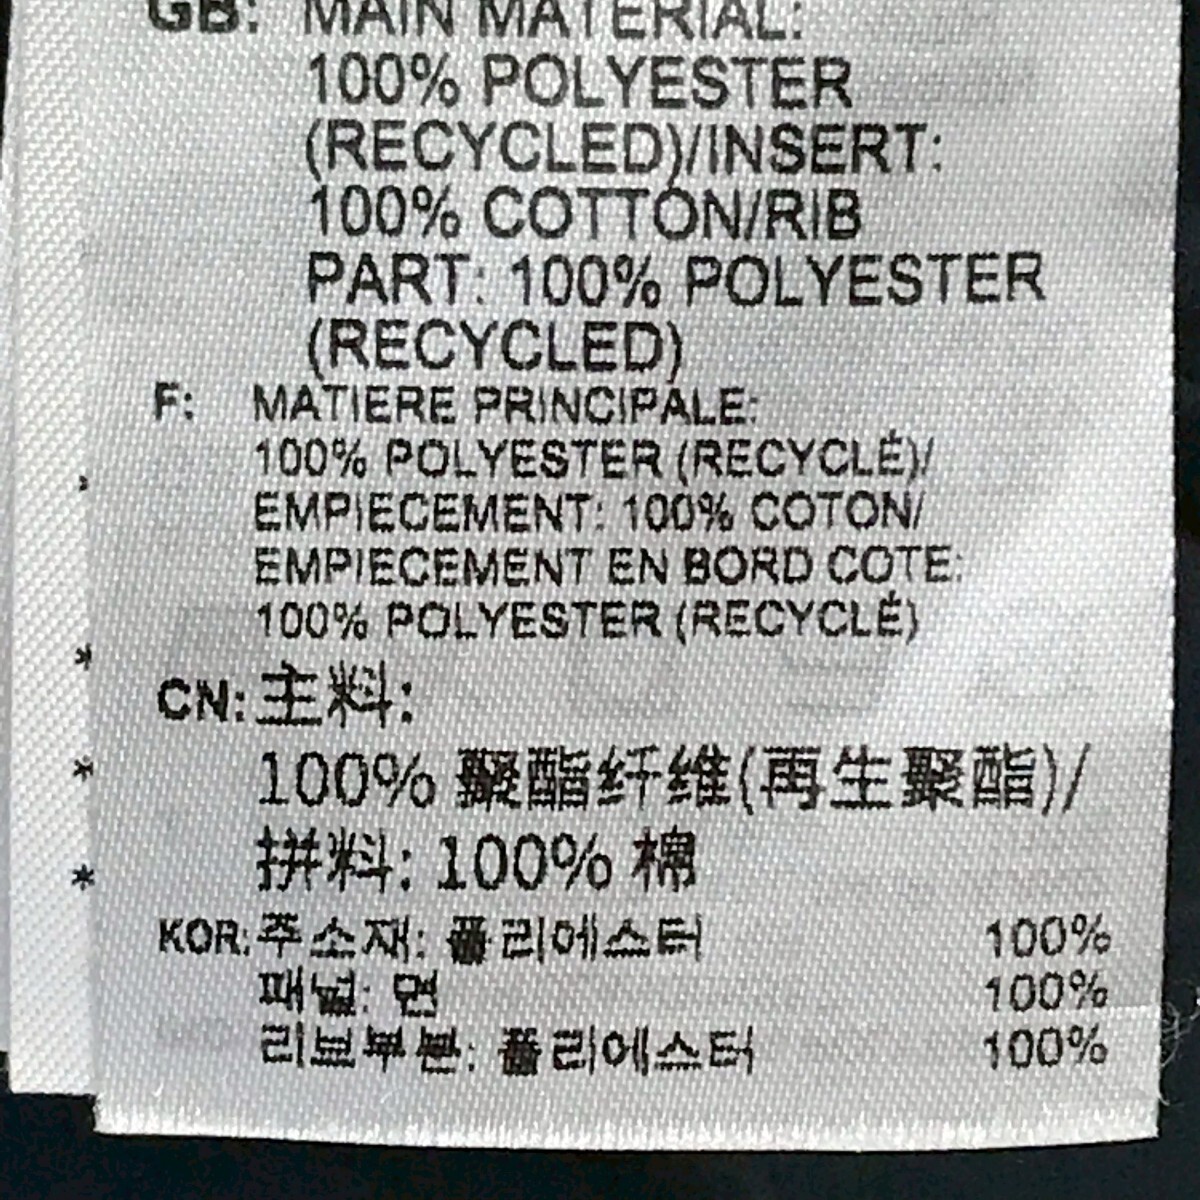 GB: MAIN MATERIAL:
100% POLYESTER
(RECYCLED)/INSERT:
100% COTTON/RIB
PART: 100% POLYESTER
(RECYCLED)
F: MATIERE PRINCIPALE:
100% POLYESTER (RECYCLÉ)/
EMPIECEMENT: 100% COTON/
EMPIECEMENT EN BORD COTE:
100% POLYESTER (RECYCLÉ)
CN: 主料:
100% 聚酯纤维(再生聚酯)/
拼料: 100% 棉
KOR: 주소재: 폴리에스터 100%
패널: 면 100%
리브부분: 폴리에스터 100%